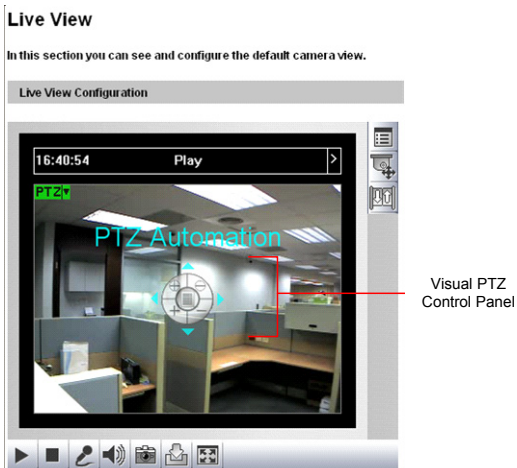 Live View
In this section you can see and configure the default camera view.
Live View Configuration
16:40:54 Play >
PTZ
PTZ Automation
Visual PTZ
Control Panel